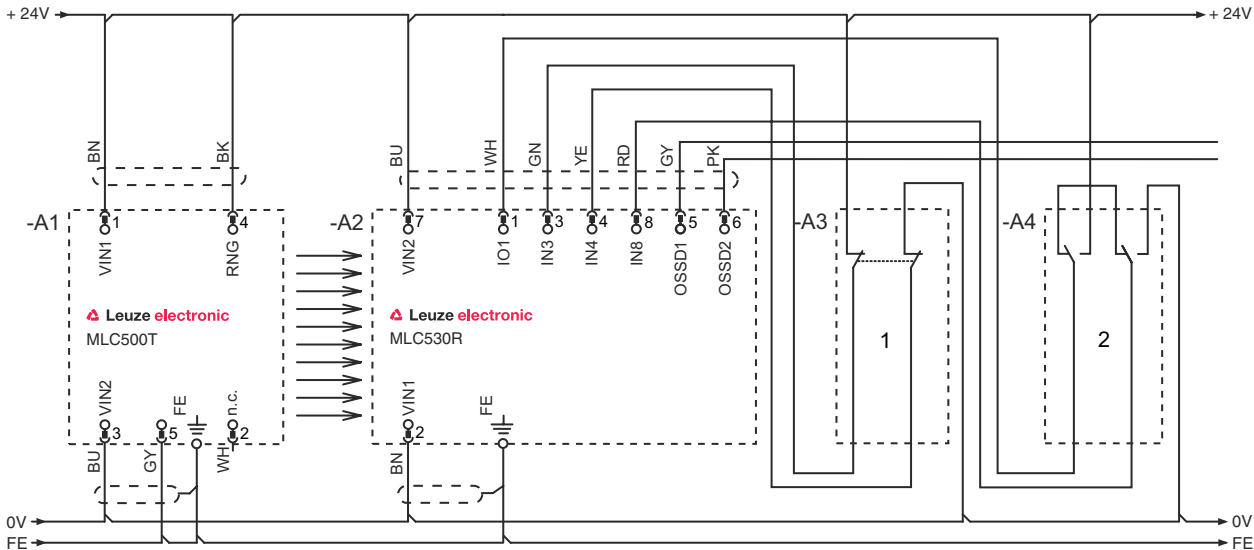 + 24V
+ 24V
BN
BK
BU
WH
GN
YE
RD
GY
PK
-A1
1
4
-A2
7
1
3
4
8
5
6
-A3
-A4
VIN1
RNG
VIN2
IO1
IN3
IN4
IN8
OSSD1
OSSD2
Leuze electronic
MLC500T
Leuze electronic
MLC530R
1
2
VIN2
FE
n.c.
VIN1
FE
3
5
2
2
BU
GY
WH
BN
0V
0V
FE
FE